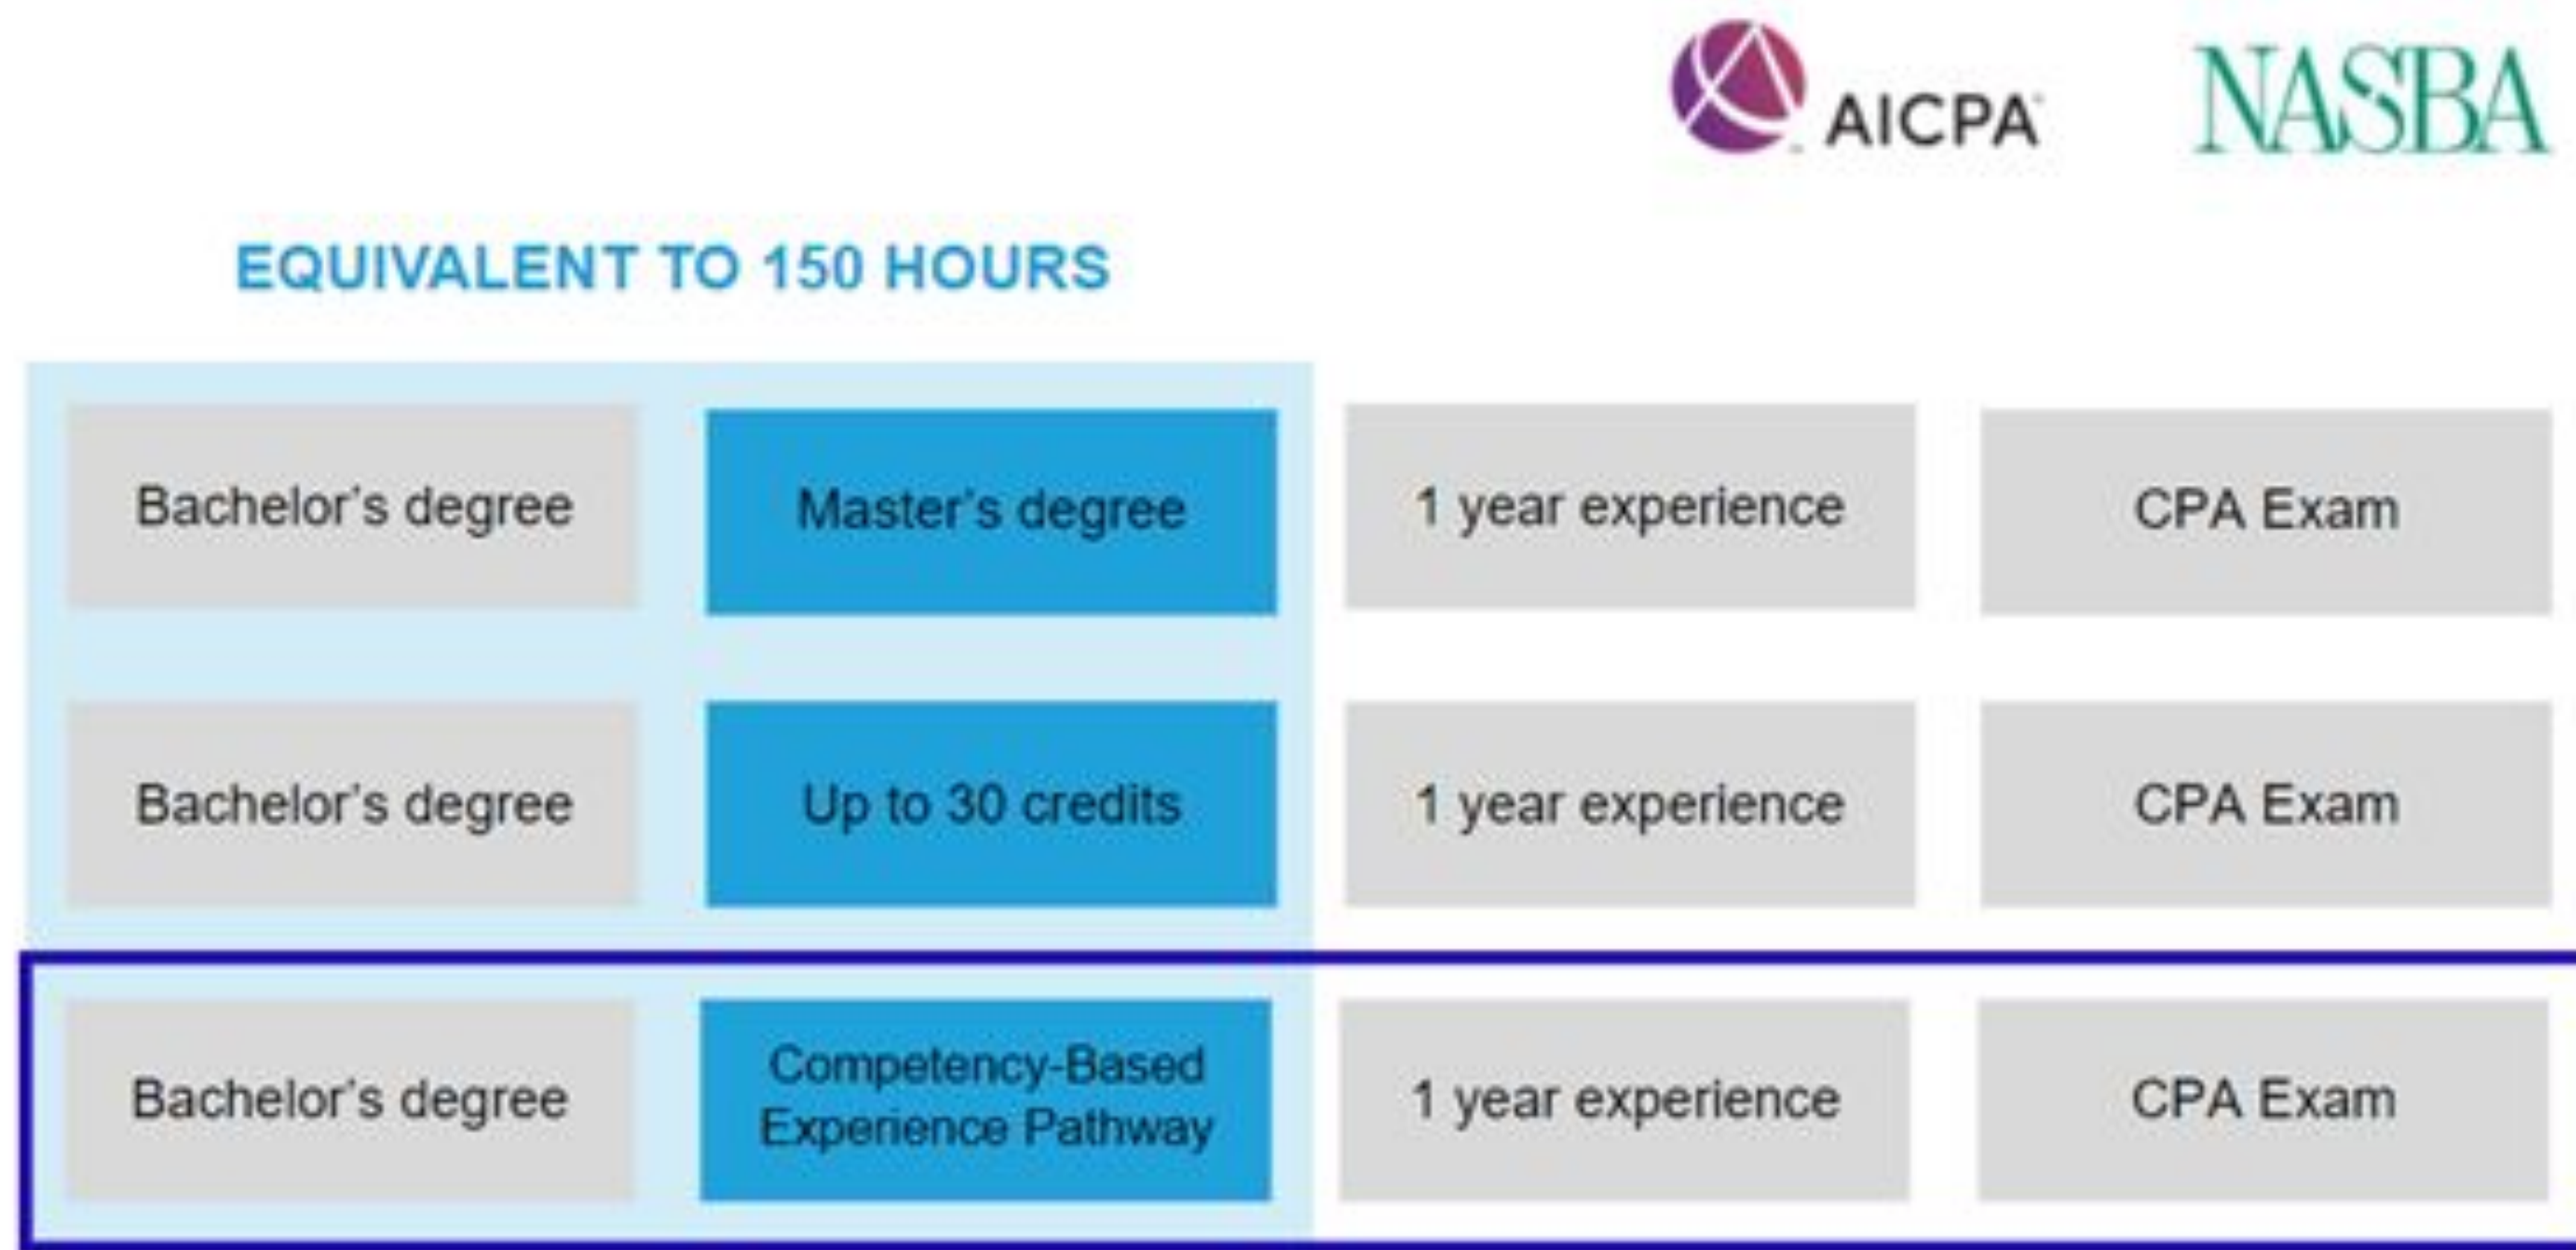 AICPA
NASBA
EQUIVALENT TO 150 HOURS
Bachelor's degree
Master's degree
1 year experience
CPA Exam
Bachelor's degree
Up to 30 credits
1 year experience
CPA Exam
Bachelor's degree
Competency-Based
Experience Pathway
1 year experience
CPA Exam